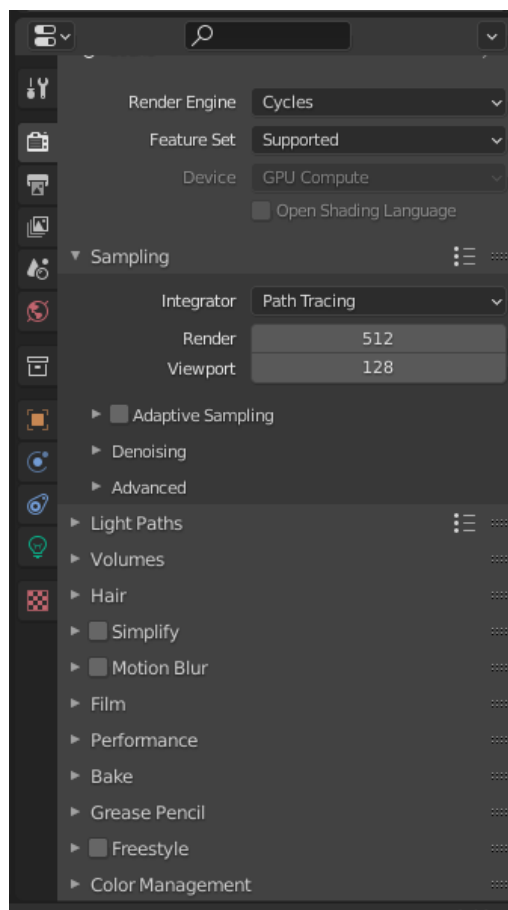 Render Engine Cycles
Feature Set Supported
Device GPU Compute
Open Shading Language
Sampling
Integrator Path Tracing
Render 512
Viewport 128
Adaptive Sampling
Denoising
Advanced
Light Paths
Volumes
Hair
Simplify
Motion Blur
Film
Performance
Bake
Grease Pencil
Freestyle
Color Management